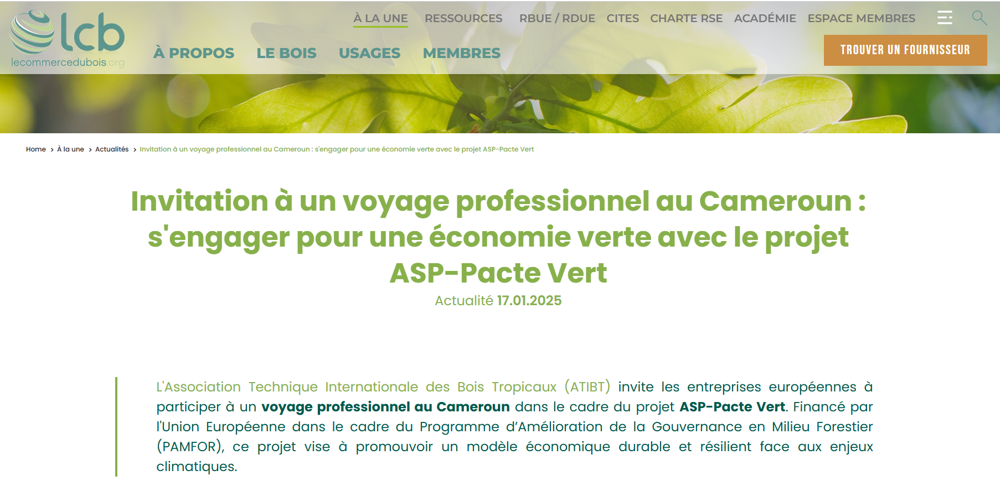 À LA UNE RESSOURCES RBUE / RDUE CITES CHARTE RSE ACADÉMIE ESPACE MEMBRES
lcb
lecommercedubois.org
À PROPOS LE BOIS USAGES MEMBRES
TROUVER UN FOURNISSEUR
Home > À la une > Actualités > Invitation à un voyage professionnel au Cameroun : s'engager pour une économie verte avec le projet ASP-Pacte Vert
Invitation à un voyage professionnel au Cameroun :
s'engager pour une économie verte avec le projet
ASP-Pacte Vert
Actualité 17.01.2025
L'Association Technique Internationale des Bois Tropicaux (ATIBT) invite les entreprises européennes à
participer à un voyage professionnel au Cameroun dans le cadre du projet ASP-Pacte Vert. Financé par
l'Union Européenne dans le cadre du Programme d’Amélioration de la Gouvernance en Milieu Forestier
(PAMFOR), ce projet vise à promouvoir un modèle économique durable et résilient face aux enjeux
climatiques.